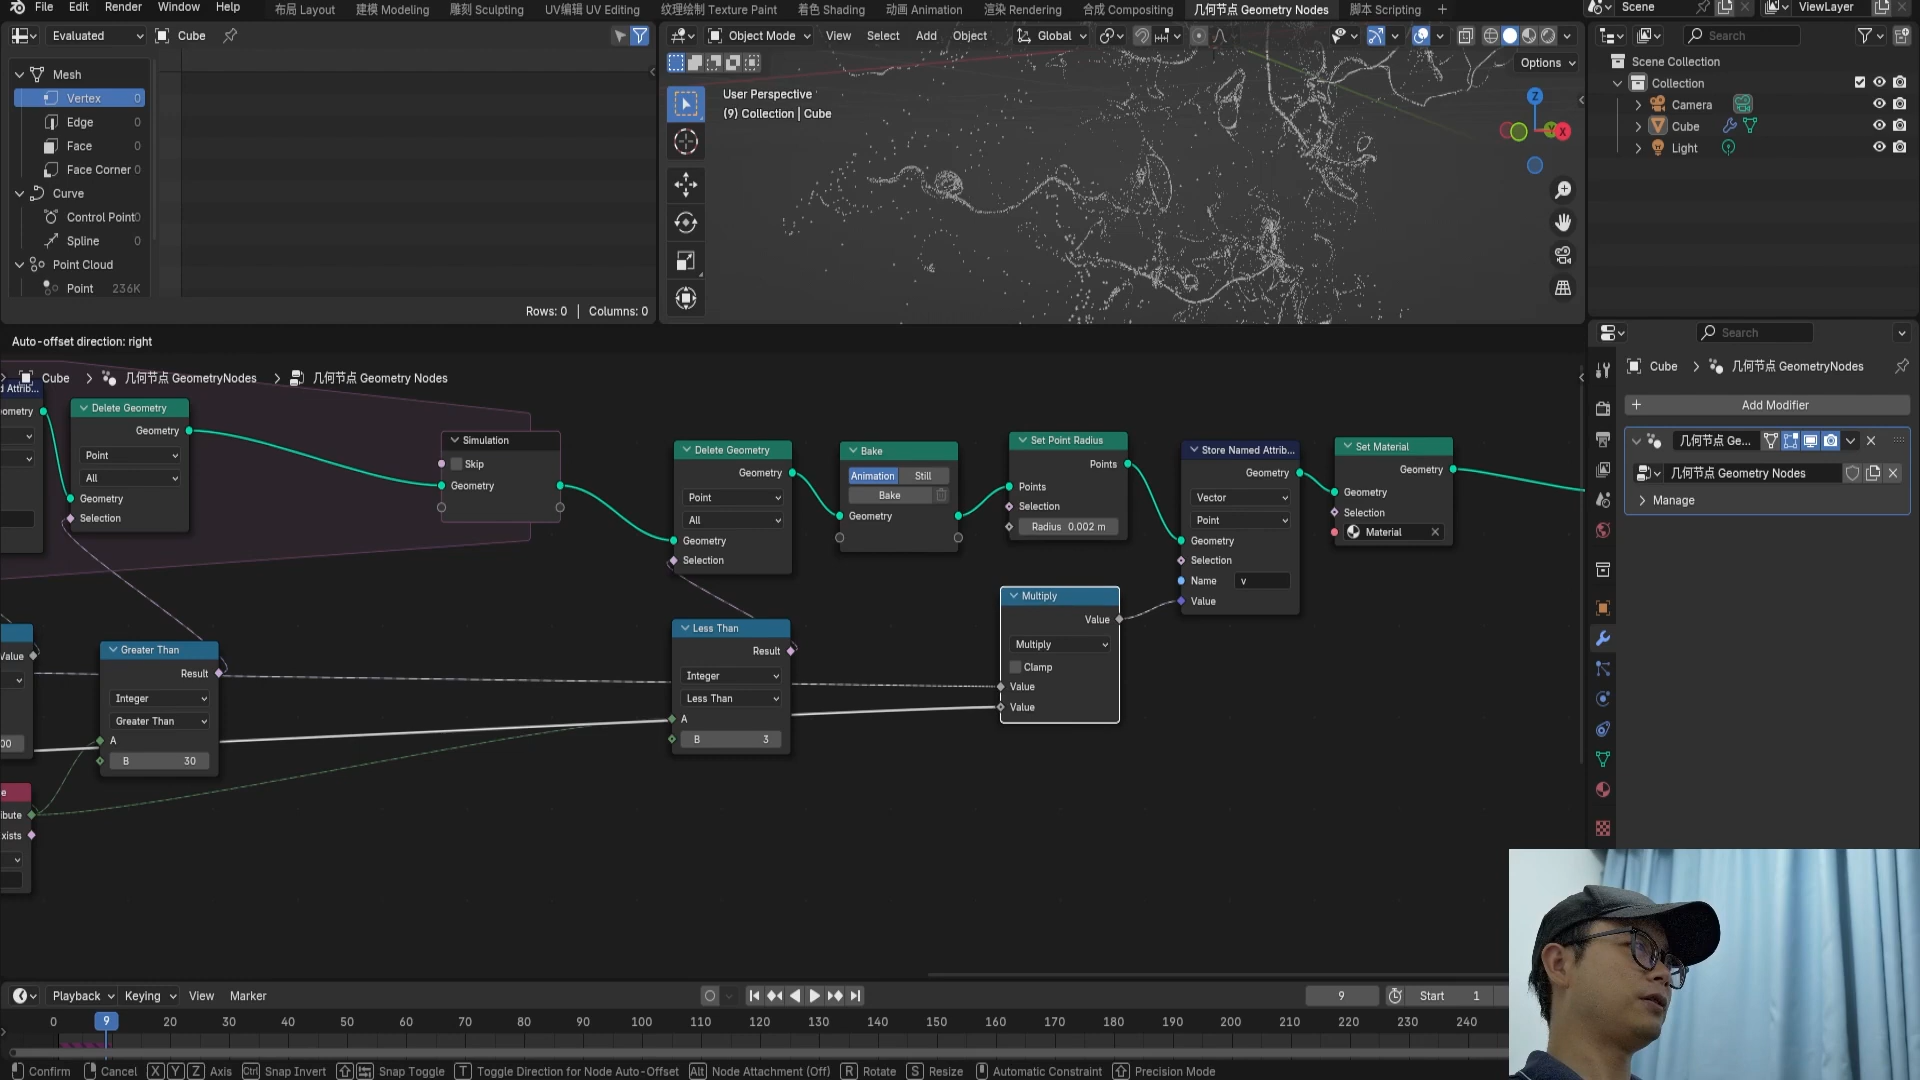 File Edit Render Window Help 布局 Layout 建模 Modeling 雕刻 Sculpting UV编辑 UV Editing 纹理绘制 Texture Paint 着色 Shading 动画 Animation 渲染 Rendering 合成 Compositing 几何节点 Geometry Nodes 脚本 Scripting + Scene ViewLayer
Evaluated Cube
Mesh
Vertex 0
Edge 0
Face 0
Face Corner 0
Curve
Control Point 0
Spline 0
Point Cloud
Point 236K
Rows: 0 Columns: 0
Object Mode View Select Add Object Global
Options
User Perspective
(9) Collection | Cube
Z
X
Search
Scene Collection
Collection
Camera
Cube
Light
Auto-offset direction: right
Cube > 几何节点 GeometryNodes > 几何节点 Geometry Nodes
d Attrib...
ometry
Delete Geometry
Geometry
Point
All
Geometry
Selection
Simulation
Skip
Geometry
Delete Geometry
Geometry
Point
All
Geometry
Selection
Bake
Animation Still
Bake
Geometry
Set Point Radius
Points
Points
Selection
Radius 0.002 m
Store Named Attrib...
Geometry
Vector
Point
Geometry
Selection
Name v
Value
Set Material
Geometry
Geometry
Selection
Material
Value
00
Greater Than
Result
Integer
Greater Than
A
B 30
Less Than
Result
Integer
Less Than
A
B 3
Multiply
Value
Multiply
Clamp
Value
Value
e
ibute
xists
Search
Cube > 几何节点 GeometryNodes
+ Add Modifier
几何节点 Ge...
几何节点 Geometry Nodes
Manage
Playback Keying View Marker 9 Start 1
0 9 20 30 40 50 60 70 80 90 100 110 120 130 140 150 160 170 180 190 200 210 220 230 240
Confirm Cancel X Y Z Axis Ctrl Snap Invert Snap Toggle T Toggle Direction for Node Auto-Offset Alt Node Attachment (Off) R Rotate S Resize Automatic Constraint Precision Mode